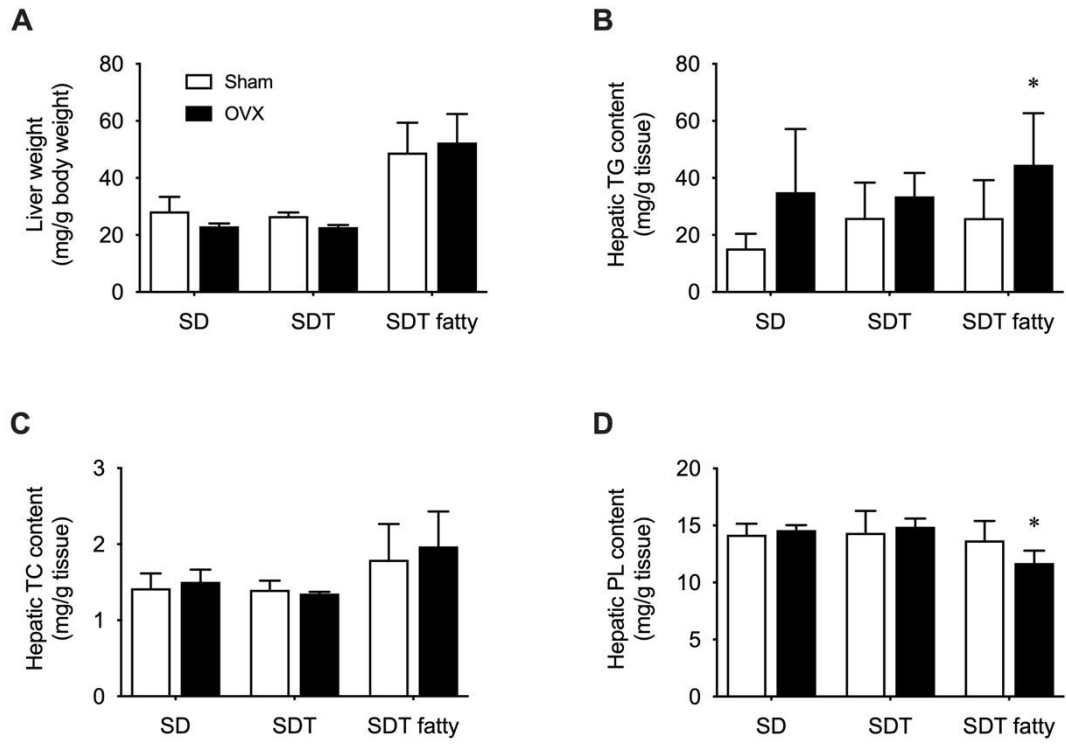 A
Liver weight
(mg/g body weight)
80
60
40
20
0
Sham
OVX
SD
SDT
SDT fatty
B
Hepatic TG content
(mg/g tissue)
80
60
40
20
0
*
SD
SDT
SDT fatty
C
Hepatic TC content
(mg/g tissue)
3
2
1
0
SD
SDT
SDT fatty
D
Hepatic PL content
(mg/g tissue)
20
15
10
5
0
*
SD
SDT
SDT fatty